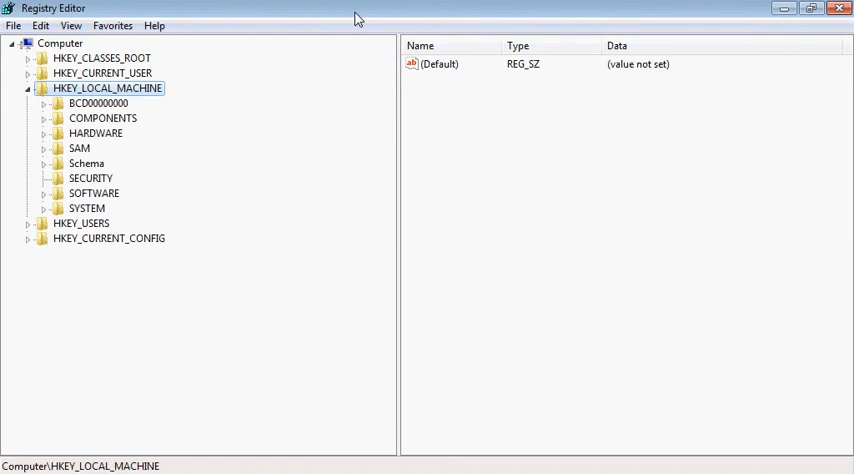 Registry Editor
File Edit View Favorites Help
Computer
HKEY_CLASSES_ROOT
HKEY_CURRENT_USER
HKEY_LOCAL_MACHINE
BCD00000000
COMPONENTS
HARDWARE
SAM
Schema
SECURITY
SOFTWARE
SYSTEM
HKEY_USERS
HKEY_CURRENT_CONFIG
Name Type Data
ab (Default) REG_SZ (value not set)
Computer\HKEY_LOCAL_MACHINE